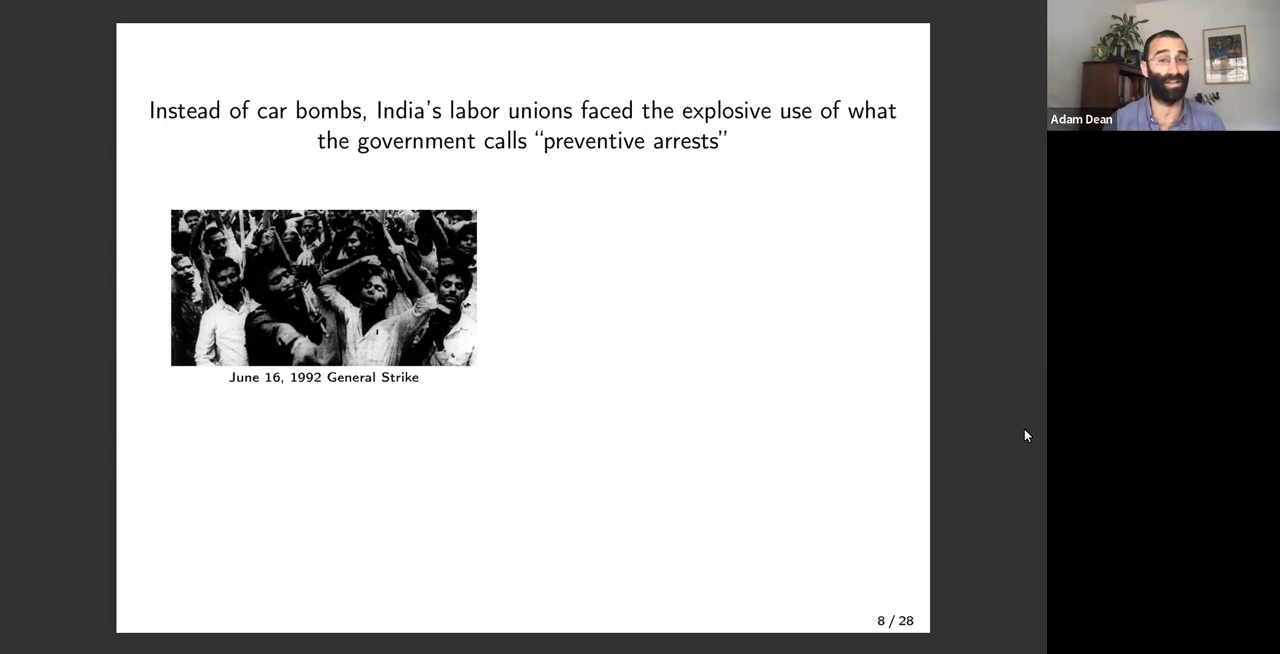 Instead of car bombs, India’s labor unions faced the explosive use of what
the government calls “preventive arrests”
Adam Dean
June 16, 1992 General Strike
8 / 28